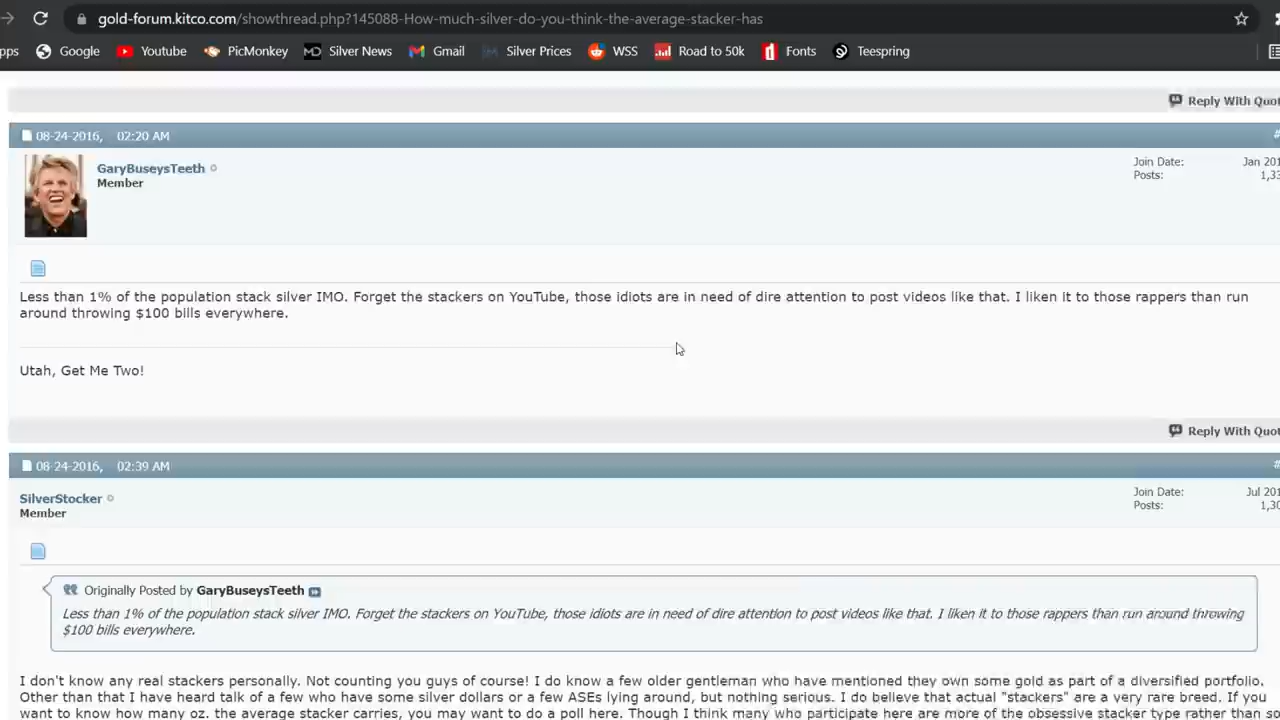 gold-forum.kitco.com/showthread.php?145088-How-much-silver-do-you-think-the-average-stacker-has
Google Youtube PicMonkey Silver News Gmail Silver Prices WSS Road to 50k Fonts Teespring
Reply With Quot
08-24-2016, 02:20 AM #
GaryBuseysTeeth
Member
Join Date: Jan 201
Posts: 1,33
Less than 1% of the population stack silver IMO. Forget the stackers on YouTube, those idiots are in need of dire attention to post videos like that. I liken it to those rappers than run
around throwing $100 bills everywhere.
Utah, Get Me Two!
Reply With Quot
08-24-2016, 02:39 AM #
SilverStocker
Member
Join Date: Jul 201
Posts: 1,30
Originally Posted by GaryBuseysTeeth
Less than 1% of the population stack silver IMO. Forget the stackers on YouTube, those idiots are in need of dire attention to post videos like that. I liken it to those rappers than run around throwing
$100 bills everywhere.
I don't know any real stackers personally. Not counting you guys of course! I do know a few older gentleman who have mentioned they own some gold as part of a diversified portfolio.
Other than that I have heard talk of a few who have some silver dollars or a few ASEs lying around, but nothing serious. I do believe that actual "stackers" are a very rare breed. If you
want to know how many oz. the average stacker carries, you may want to do a poll here. Though I think many who participate here are more of the obsessive stacker type rather than so